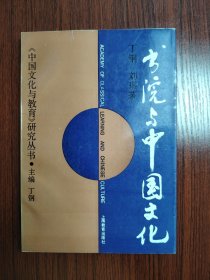 丁钢 刘琪 著
书院与中国文化
ACADEMY OF CLASSICAL LEARNING AND CHINESE CULTURE
《中国文化与教育》研究丛书·主编 丁钢
上海教育出版社